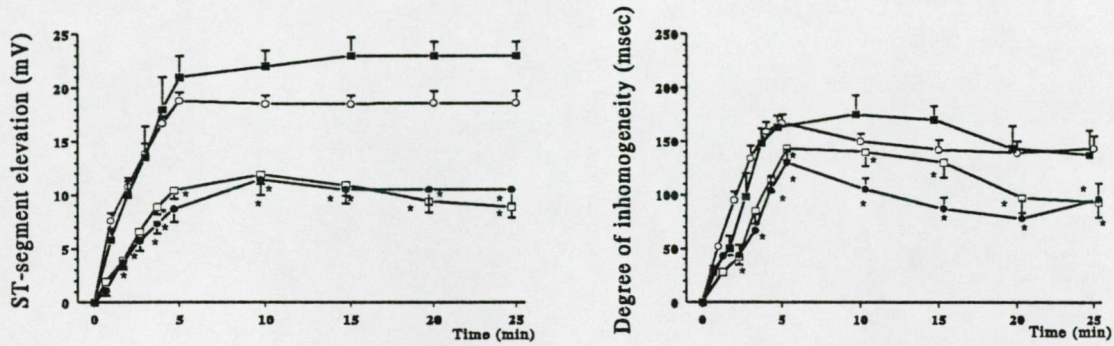 ST-segment elevation (mV)
25
20
15
10
5
0
0 5 10 15 20 25
Time (min)
Degree of inhomogeneity (msec)
250
200
150
100
50
0
0 5 10 15 20 25
Time (min)